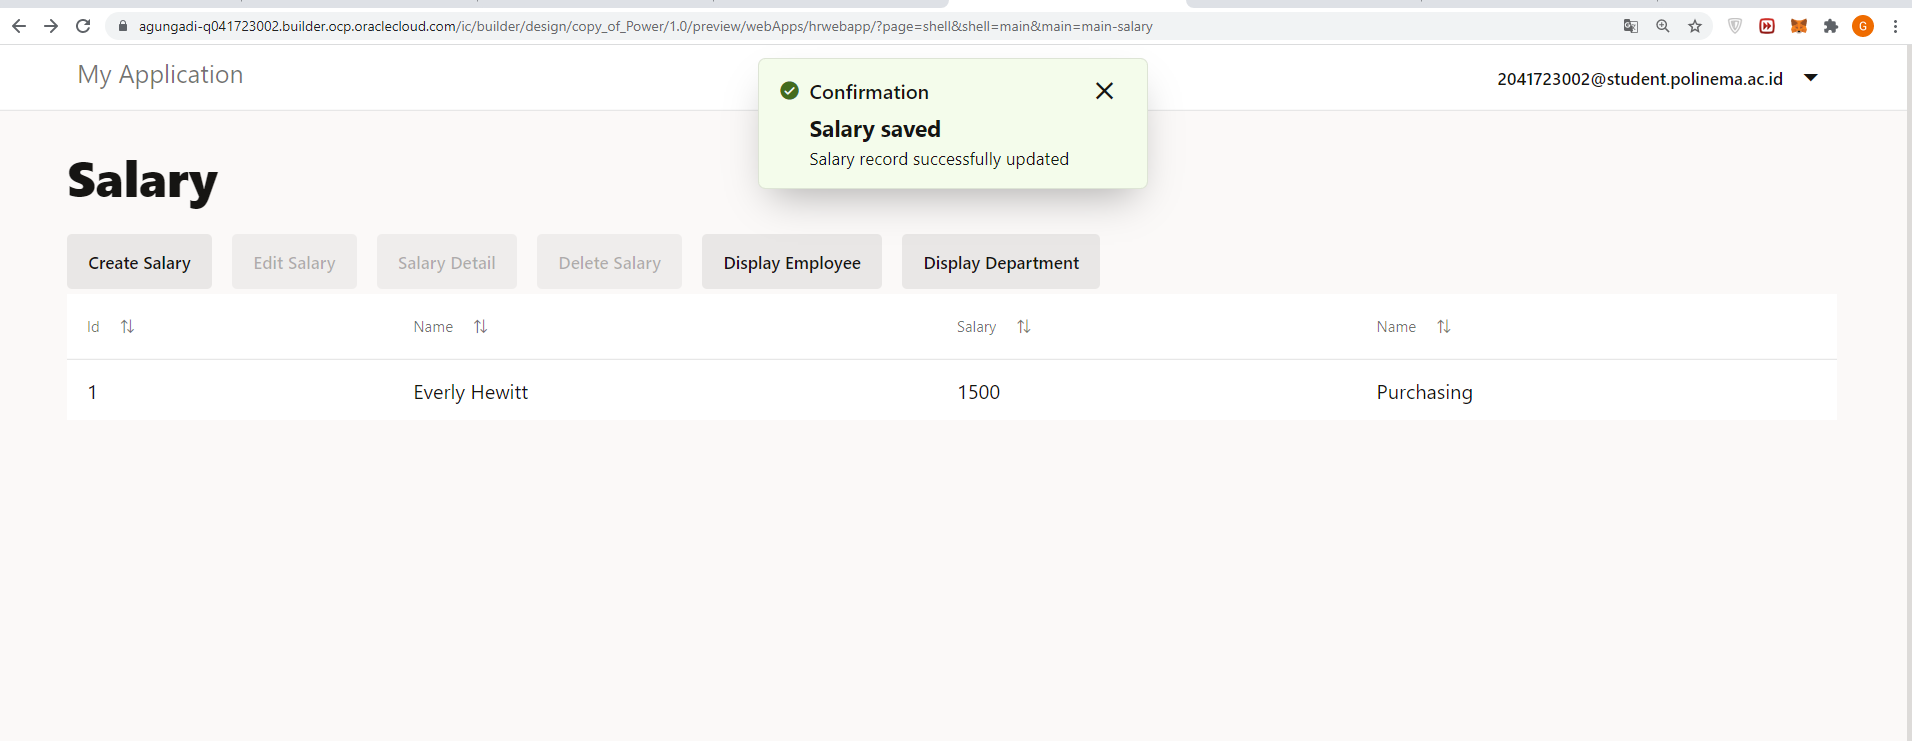 agungadi-q041723002.builder.ocp.oraclecloud.com/ic/builder/design/copy_of_Power/1.0/preview/webApps/hrwebapp/?page=shell&shell=main&main=main-salary
G
My Application
2041723002@student.polinema.ac.id
Confirmation
Salary saved
Salary record successfully updated
Salary
Create Salary Edit Salary Salary Detail Delete Salary Display Employee Display Department
Id Name Salary Name
1 Everly Hewitt 1500 Purchasing